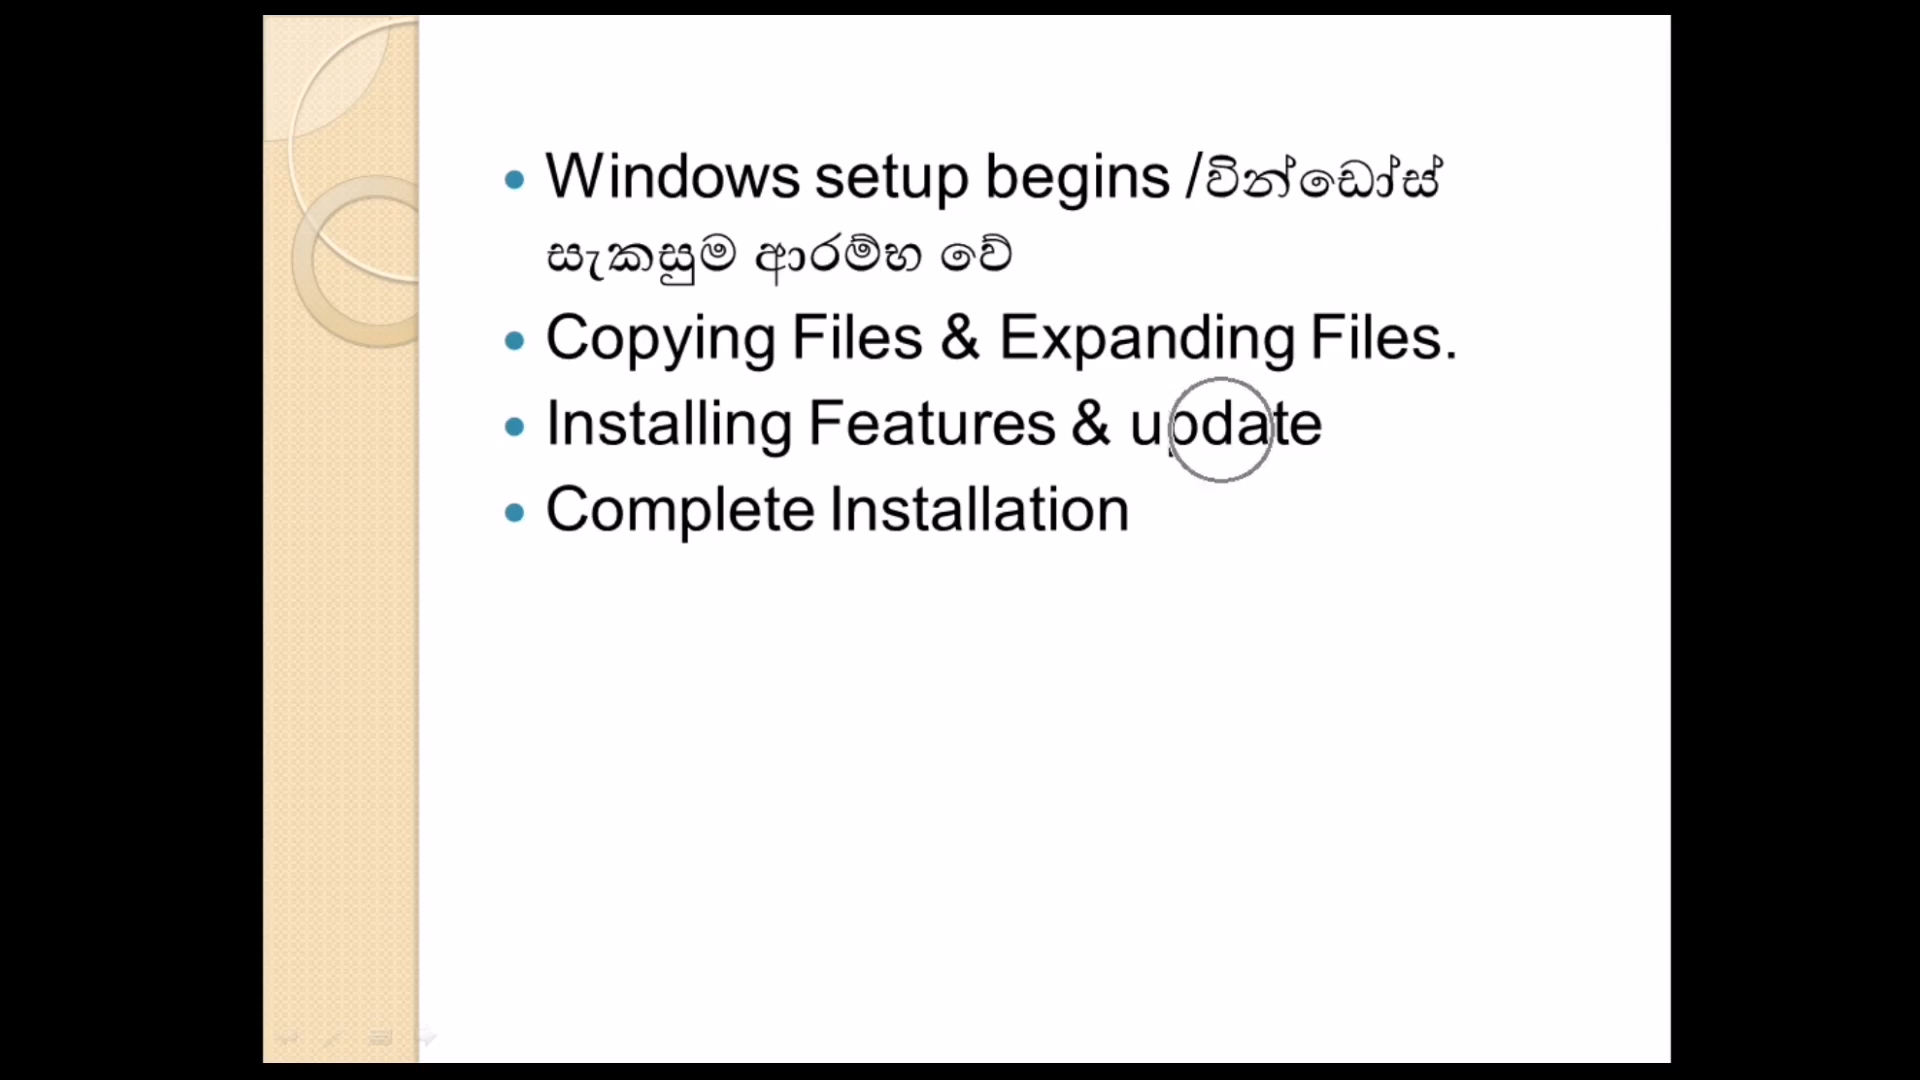 • Windows setup begins /වින්ඩෝස්
සැකසුම ආරම්භ වේ
• Copying Files & Expanding Files.
• Installing Features & update
• Complete Installation